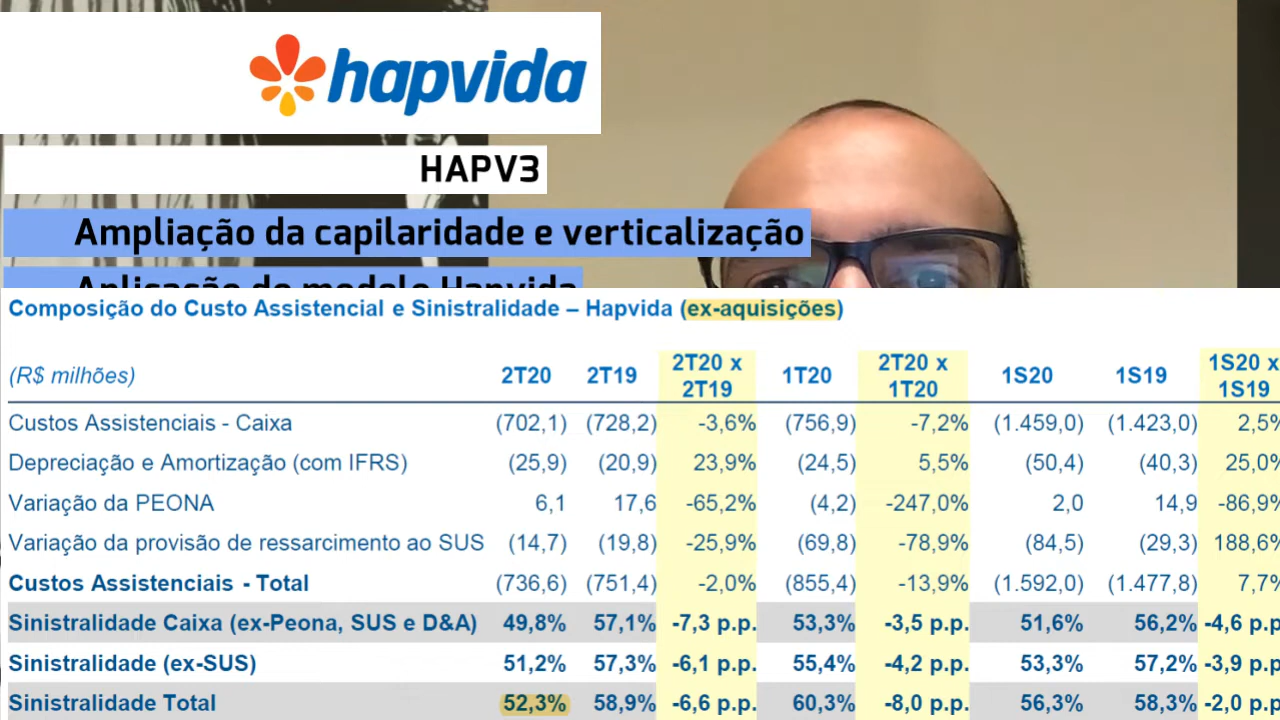 hapvida
HAPV3
Ampliação da capilaridade e verticalização
Aplicação do modelo Hapvida
Composição do Custo Assistencial e Sinistralidade – Hapvida (ex-aquisições)
(R$ milhões) 2T20 2T19 2T20 x 2T19 1T20 2T20 x 1T20 1S20 1S19 1S20 x 1S19
Custos Assistenciais - Caixa (702,1) (728,2) -3,6% (756,9) -7,2% (1.459,0) (1.423,0) 2,5%
Depreciação e Amortização (com IFRS) (25,9) (20,9) 23,9% (24,5) 5,5% (50,4) (40,3) 25,0%
Variação da PEONA 6,1 17,6 -65,2% (4,2) -247,0% 2,0 14,9 -86,9%
Variação da provisão de ressarcimento ao SUS (14,7) (19,8) -25,9% (69,8) -78,9% (84,5) (29,3) 188,6%
Custos Assistenciais - Total (736,6) (751,4) -2,0% (855,4) -13,9% (1.592,0) (1.477,8) 7,7%
Sinistralidade Caixa (ex-Peona, SUS e D&A) 49,8% 57,1% -7,3 p.p. 53,3% -3,5 p.p. 51,6% 56,2% -4,6 p.p.
Sinistralidade (ex-SUS) 51,2% 57,3% -6,1 p.p. 55,4% -4,2 p.p. 53,3% 57,2% -3,9 p.p.
Sinistralidade Total 52,3% 58,9% -6,6 p.p. 60,3% -8,0 p.p. 56,3% 58,3% -2,0 p.p.